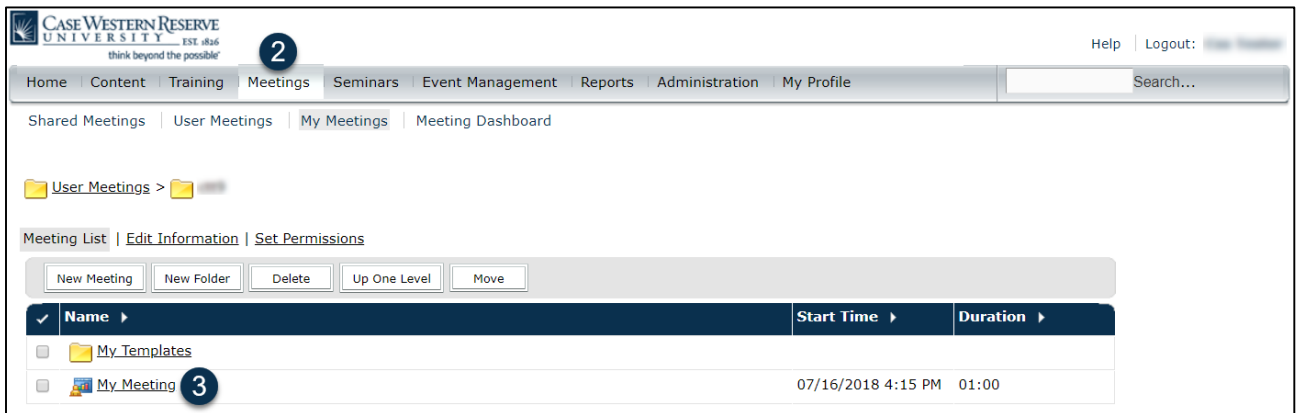 CASE WESTERN RESERVE
UNIVERSITY EST. 1826
think beyond the possible®
2
Help Logout:
Home Content Training Meetings Seminars Event Management Reports Administration My Profile Search...
Shared Meetings User Meetings My Meetings Meeting Dashboard
User Meetings >
Meeting List | Edit Information | Set Permissions
New Meeting New Folder Delete Up One Level Move
Name Start Time Duration
My Templates
My Meeting 3 07/16/2018 4:15 PM 01:00